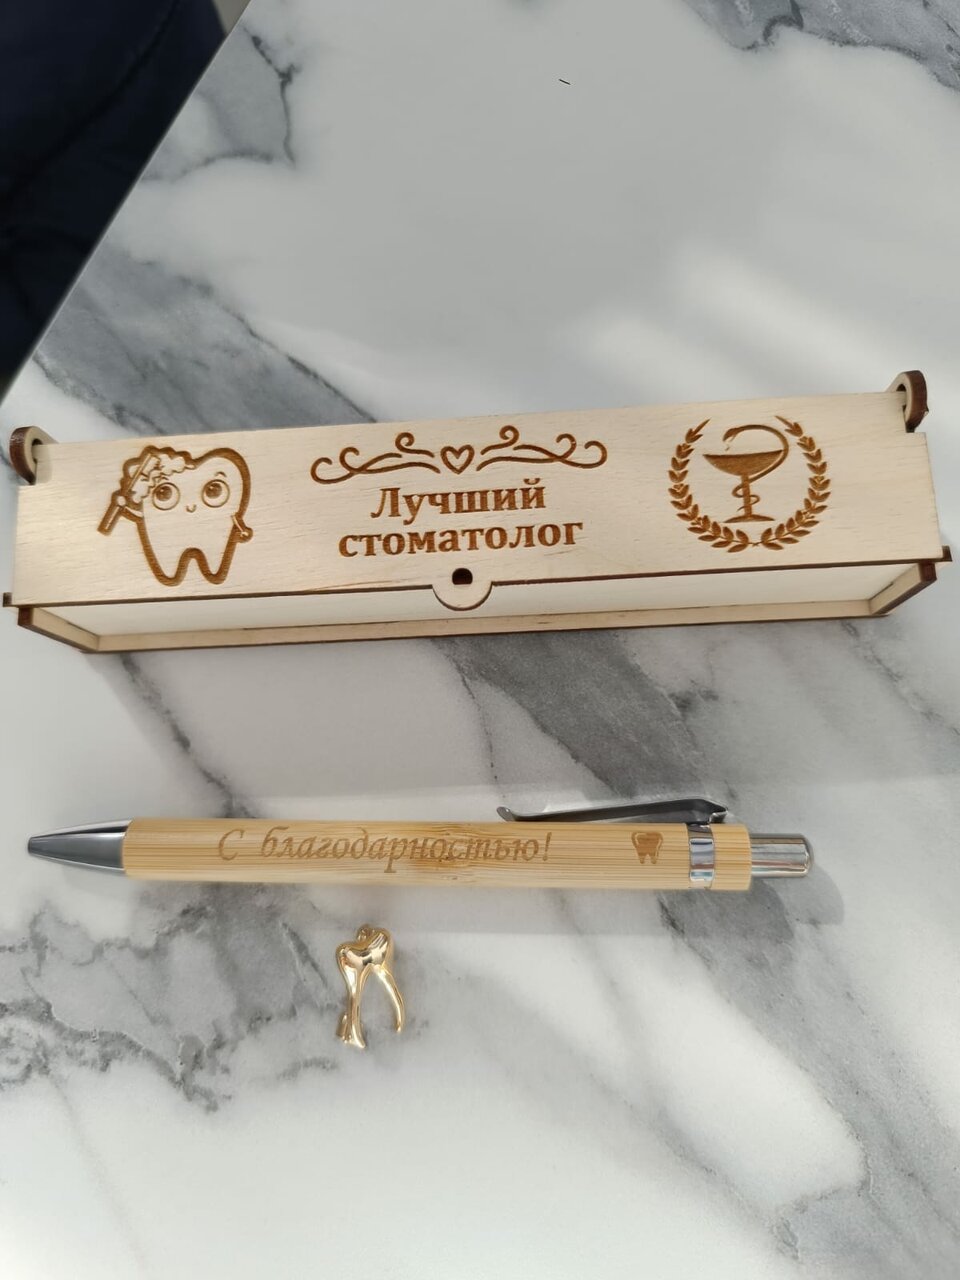 Лучший
стоматолог
С благодарностью!